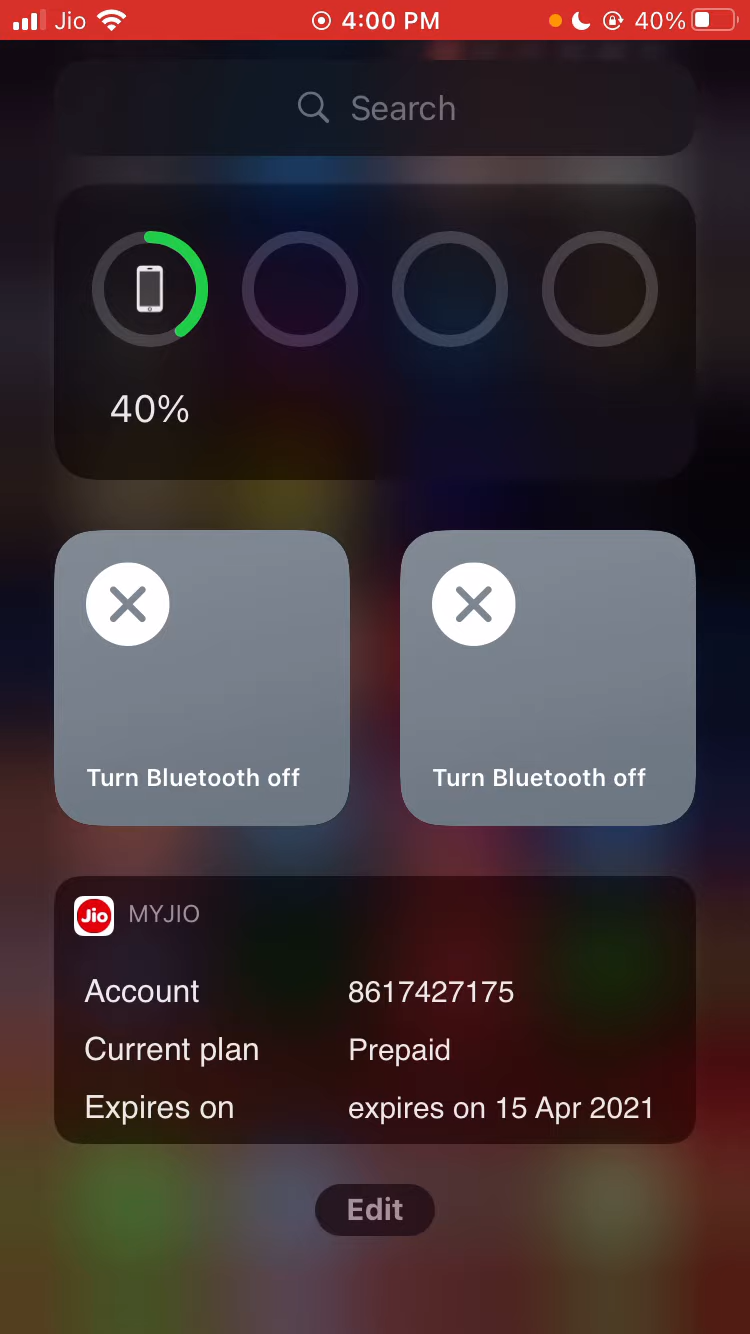 Jio 4:00 PM 40%
Search
40%
Turn Bluetooth off Turn Bluetooth off
Jio MYJIO
Account 8617427175
Current plan Prepaid
Expires on expires on 15 Apr 2021
Edit